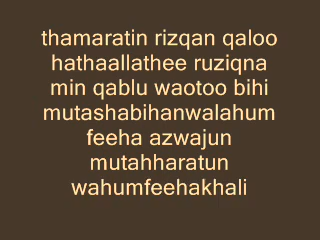 thamaratin rizqan qaloo
hathaallathee ruziqna
min qablu waotoo bihi
mutashabihanwalahum
feeha azwajun
mutahharatun
wahumfeehakhali